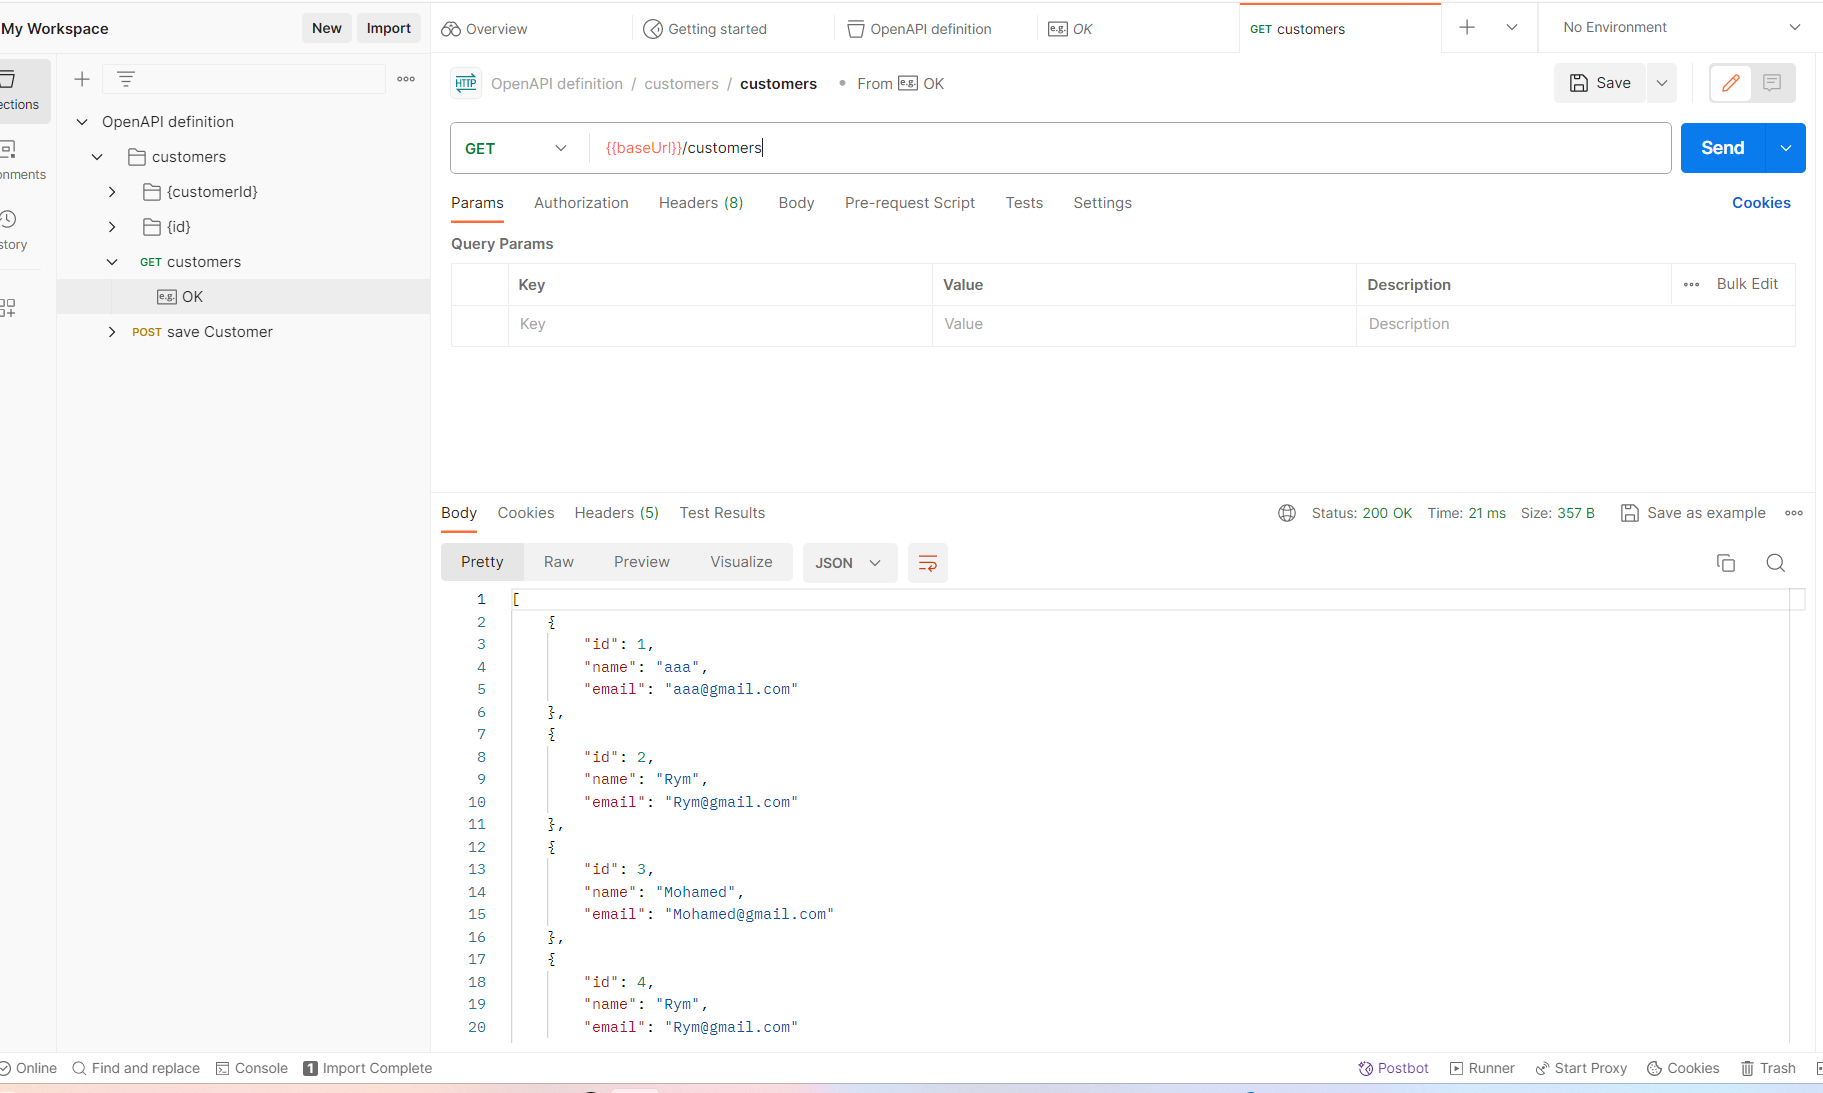 My Workspace
New
Import
Overview
Getting started
OpenAPI definition
e.g. OK
GET customers
No Environment
ections
onments
story
OpenAPI definition
customers
{customerId}
{id}
GET customers
e.g. OK
POST save Customer
HTTP OpenAPI definition / customers / customers • From e.g. OK
Save
GET {{baseUrl}}/customers
Send
Params Authorization Headers (8) Body Pre-request Script Tests Settings Cookies
Query Params
Key Value Description ••• Bulk Edit
Key Value Description
Body Cookies Headers (5) Test Results Status: 200 OK Time: 21 ms Size: 357 B Save as example
Pretty Raw Preview Visualize JSON
1 [
2 {
3 "id": 1,
4 "name": "aaa",
5 "email": "aaa@gmail.com"
6 },
7 {
8 "id": 2,
9 "name": "Rym",
10 "email": "Rym@gmail.com"
11 },
12 {
13 "id": 3,
14 "name": "Mohamed",
15 "email": "Mohamed@gmail.com"
16 },
17 {
18 "id": 4,
19 "name": "Rym",
20 "email": "Rym@gmail.com"
Online Find and replace Console 1 Import Complete Postbot Runner Start Proxy Cookies Trash